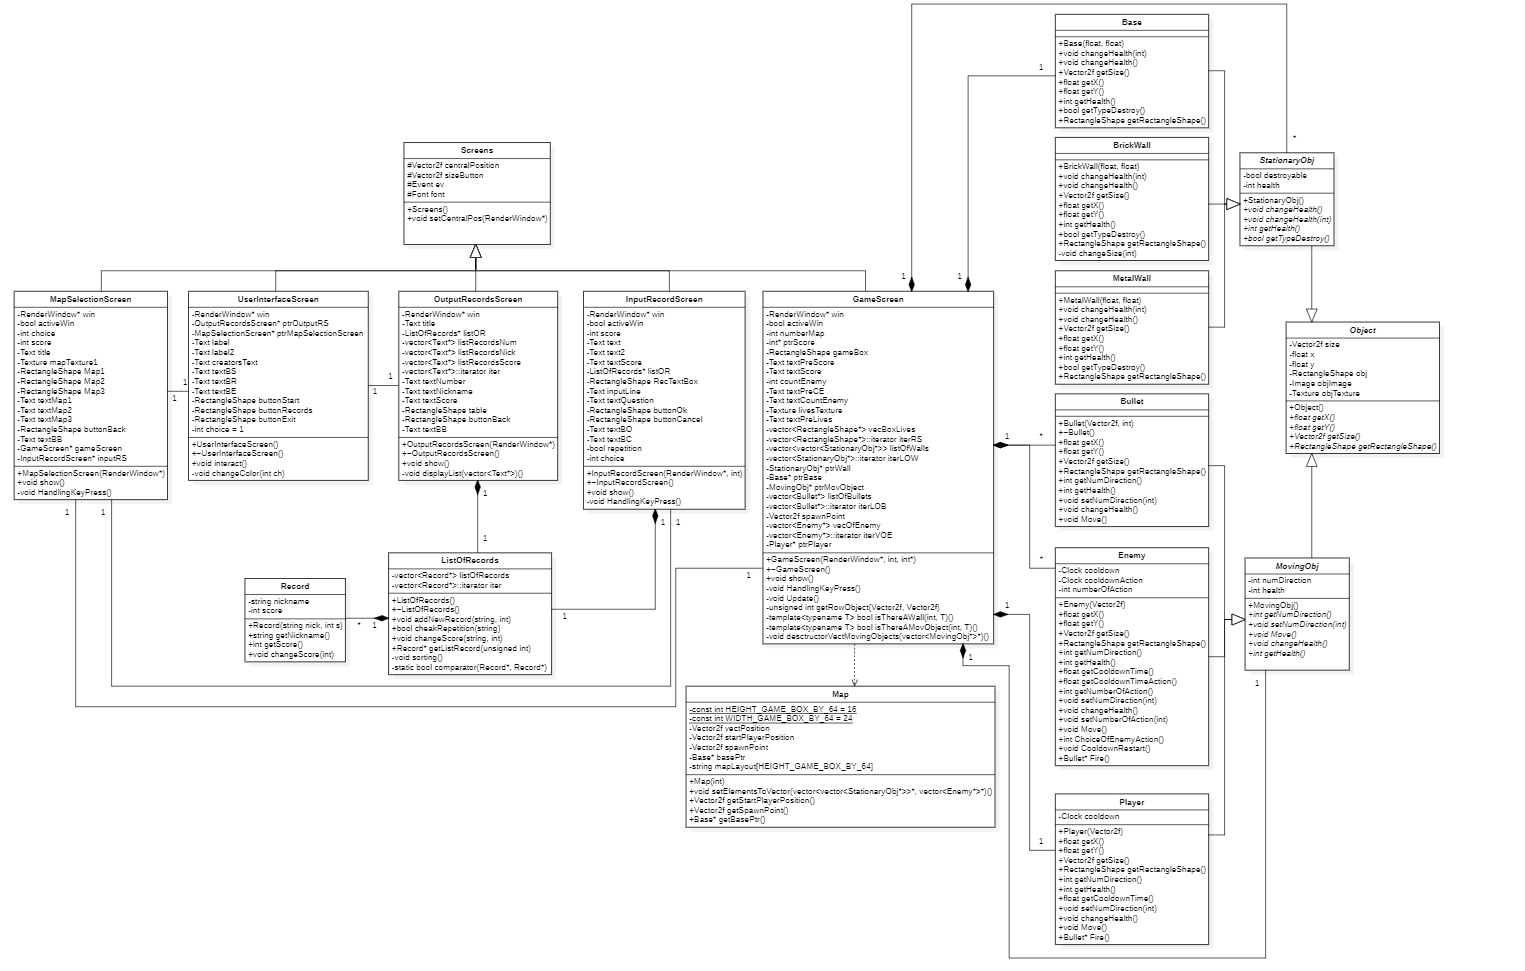 Screens
#Vector2f centralPosition
#Vector2f sizeButton
#Event ev
#Font font
+Screens()
+void setCentralPos(RenderWindow*)
MapSelectionScreen
-RenderWindow* win
-bool activeWin
-int choice
-int score
-Text title
-Texture mapTexture1
-RectangleShape Map1
-RectangleShape Map2
-RectangleShape Map3
-Text textMap1
-Text textMap2
-Text textMap3
-RectangleShape buttonBack
-Text textBB
-GameScreen* gameScreen
-InputRecordScreen* inputRS
+MapSelectionScreen(RenderWindow*)
+void show()
-void HandlingKeyPress()
1
1
1
1
UserInterfaceScreen
-RenderWindow* win
-OutputRecordsScreen* ptrOutputRS
-MapSelectionScreen* ptrMapSelectionScreen
-Text label
-Text label2
-Text creatorsText
-Text textBS
-Text textBR
-Text textBE
-RectangleShape buttonStart
-RectangleShape buttonRecords
-RectangleShape buttonExit
-int choice = 1
+UserInterfaceScreen()
+~UserInterfaceScreen()
+void interact()
-void changeColor(int ch)
1
1
OutputRecordsScreen
-RenderWindow* win
-Text title
-ListOfRecords* listOR
-vector<Text*> listRecordsNum
-vector<Text*> listRecordsNick
-vector<Text*> listRecordsScore
-vector<Text*>::iterator iter
-Text textNumber
-Text textNickname
-Text textScore
-RectangleShape table
-RectangleShape buttonBack
-Text textBB
+OutputRecordsScreen(RenderWindow*)
+~OutputRecordsScreen()
+void show()
-void displayList(vector<Text*>)()
1
1
InputRecordScreen
-RenderWindow* win
-bool activeWin
-int score
-Text text
-Text text2
-Text textScore
-ListOfRecords* listOR
-RectangleShape RecTextBox
-Text inputLine
-Text textQuestion
-RectangleShape buttonOk
-RectangleShape buttonCancel
-Text textBO
-Text textBC
-bool repetition
-int choice
+InputRecordScreen(RenderWindow*, int)
+~InputRecordScreen()
+void show()
-void HandlingKeyPress()
1
1
1
1
GameScreen
-RenderWindow* win
-bool activeWin
-int numberMap
-int* ptrScore
-RectangleShape gameBox
-Text textPreScore
-Text textScore
-int countEnemy
-Text textPreCE
-Text textCountEnemy
-Texture livesTexture
-Text textPreLives
-vector<RectangleShape*> vecBoxLives
-vector<RectangleShape*>::iterator iterRS
-vector<vector<StationaryObj*>> listOfWalls
-vector<StationaryObj*>::iterator iterLOW
-StationaryObj* ptrWall
-Base* ptrBase
-MovingObj* ptrMovObject
-vector<Bullet*> listOfBullets
-vector<Bullet*>::iterator iterLOB
-Vector2f spawnPoint
-vector<Enemy*> vecOfEnemy
-vector<Enemy*>::iterator iterVOE
-Player* ptrPlayer
+GameScreen(RenderWindow*, int, int*)
+~GameScreen()
+void show()
-void HandlingKeyPress()
-void Update()
-unsigned int getRowObject(Vector2f, Vector2f)
-template<typename T> bool isThereAWall(int, T)()
-template<typename T> bool isThereAMovObject(int, T)()
-void desctructorVectMovingObjects(vector<MovingObj*>*)()
1
1
1
*
*
1
1
1
Record
-string nickname
-int score
+Record(string nick, int s)
+string getNickname()
+int getScore()
+void changeScore(int)
*
1
ListOfRecords
-vector<Record*> listOfRecords
-vector<Record*>::iterator iter
+ListOfRecords()
+~ListOfRecords()
+void addNewRecord(string, int)
+bool cheakRepetition(string)
+void changeScore(string, int)
+Record* getListRecord(unsigned int)
-void sorting()
-static bool comparator(Record*, Record*)
Map
-const int HEIGHT_GAME_BOX_BY_64 = 16
-const int WIDTH_GAME_BOX_BY_64 = 24
-Vector2f vectPosition
-Vector2f startPlayerPosition
-Vector2f spawnPoint
-Base* basePtr
-string mapLayout[HEIGHT_GAME_BOX_BY_64]
+Map(int)
+void setElementsToVector(vector<vector<StationaryObj*>>*, vector<Enemy*>*)()
+Vector2f getStartPlayerPosition()
+Vector2f getSpawnPoint()
+Base* getBasePtr()
Base
+Base(float, float)
+void changeHealth(int)
+void changeHealth()
+Vector2f getSize()
+float getX()
+float getY()
+int getHealth()
+bool getTypeDestroy()
+RectangleShape getRectangleShape()
1
BrickWall
+BrickWall(float, float)
+void changeHealth(int)
+void changeHealth()
+Vector2f getSize()
+float getX()
+float getY()
+int getHealth()
+bool getTypeDestroy()
+RectangleShape getRectangleShape()
-void changeSize(int)
MetalWall
+MetalWall(float, float)
+void changeHealth(int)
+void changeHealth()
+Vector2f getSize()
+float getX()
+float getY()
+int getHealth()
+bool getTypeDestroy()
+RectangleShape getRectangleShape()
Bullet
+Bullet(Vector2f, int)
+~Bullet()
+float getX()
+float getY()
+Vector2f getSize()
+RectangleShape getRectangleShape()
+int getNumDirection()
+int getHealth()
+void setNumDirection(int)
+void changeHealth()
+void Move()
Enemy
-Clock cooldown
-Clock cooldownAction
-int numberOfAction
+Enemy(Vector2f)
+float getX()
+float getY()
+Vector2f getSize()
+RectangleShape getRectangleShape()
+int getNumDirection()
+int getHealth()
+float getCooldownTime()
+float getCooldownTimeAction()
+int getNumberOfAction()
+void setNumDirection(int)
+void changeHealth()
+void setNumberOfAction(int)
+void Move()
+int ChoiceOfEnemyAction()
+void CooldownRestart()
+Bullet* Fire()
Player
-Clock cooldown
+Player(Vector2f)
+float getX()
+float getY()
+Vector2f getSize()
+RectangleShape getRectangleShape()
+int getNumDirection()
+int getHealth()
+float getCooldownTime()
+void setNumDirection(int)
+void changeHealth()
+void Move()
+Bullet* Fire()
1
*
StationaryObj
-bool destroyable
-int health
+StationaryObj()
+void changeHealth()
+void changeHealth(int)
+int getHealth()
+bool getTypeDestroy()
Object
-Vector2f size
-float x
-float y
-RectangleShape obj
-Image objImage
-Texture objTexture
+Object()
+float getX()
+float getY()
+Vector2f getSize()
+RectangleShape getRectangleShape()
MovingObj
-int numDirection
-int health
+MovingObj()
+int getNumDirection()
+void setNumDirection(int)
+void Move()
+void changeHealth()
+int getHealth()
1